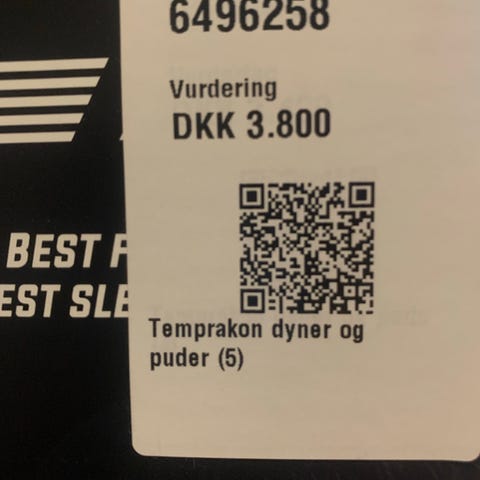 6496258
Vurdering
DKK 3.800
BEST F
EST SLE
Temprakon dyner og
puder (5)